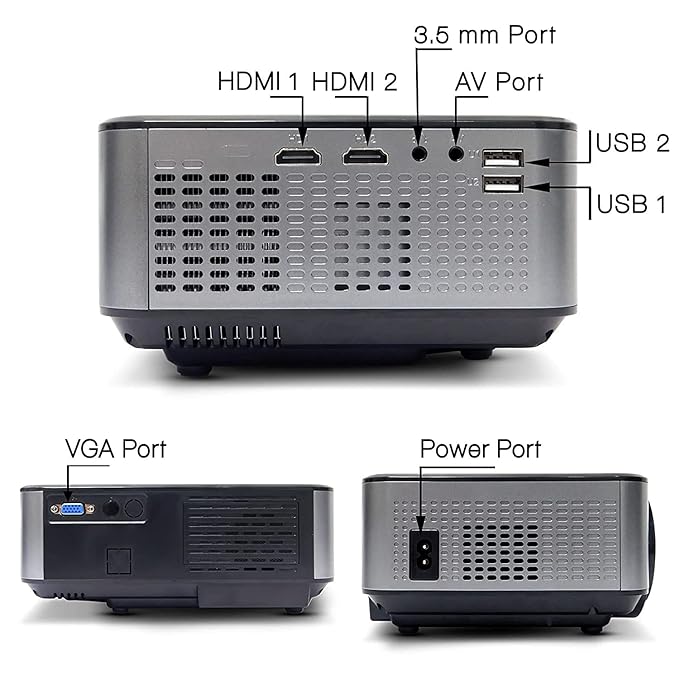 3.5 mm Port
HDMI 1 HDMI 2 AV Port
USB 2
USB 1
VGA Port
Power Port